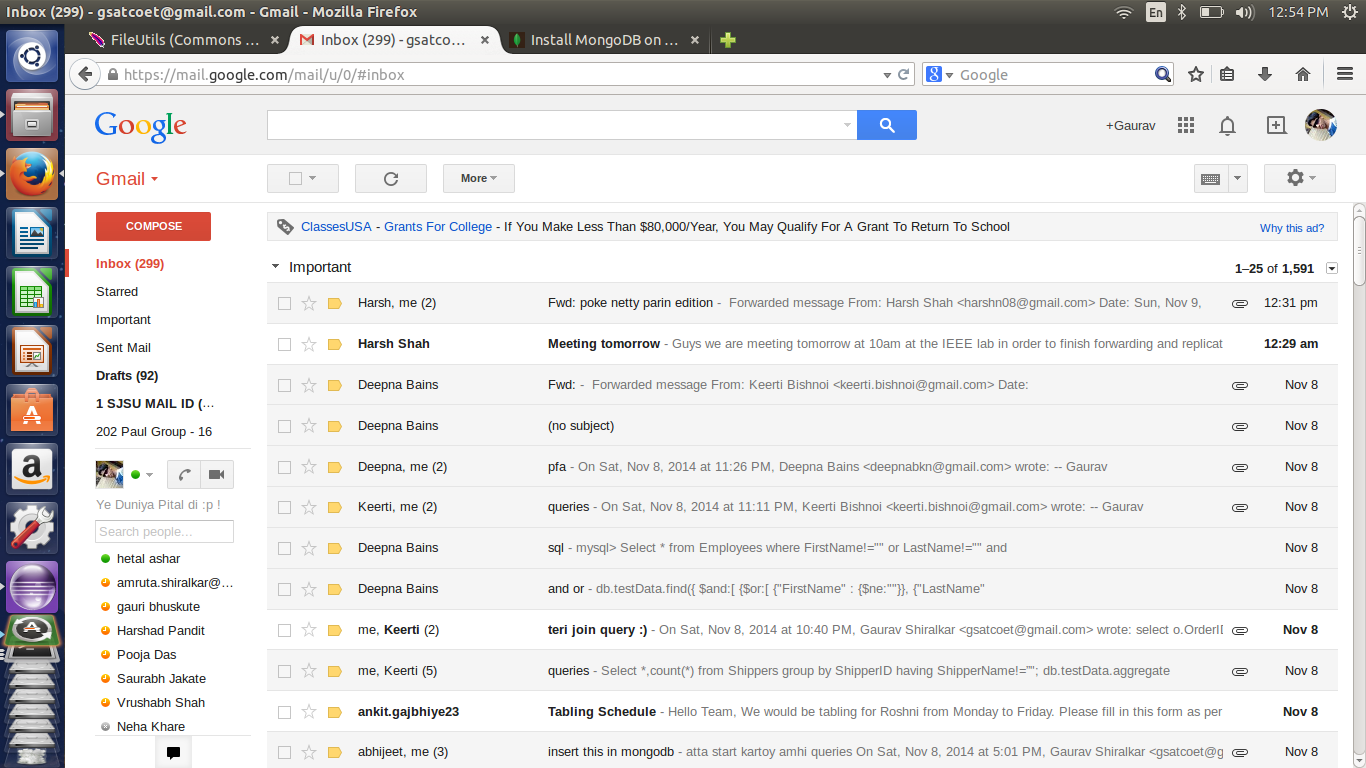 Inbox (299) - gsatcoet@gmail.com - Gmail - Mozilla Firefox
En
12:54 PM
FileUtils (Commons ...
Inbox (299) - gsatco...
Install MongoDB on ...
https://mail.google.com/mail/u/0/#inbox
Google
Google
+Gaurav
Gmail
More
COMPOSE
Inbox (299)
Starred
Important
Sent Mail
Drafts (92)
1 SJSU MAIL ID (...
202 Paul Group - 16
Ye Duniya Pital di :p !
Search people...
hetal ashar
amruta.shiralkar@...
gauri bhuskute
Harshad Pandit
Pooja Das
Saurabh Jakate
Vrushabh Shah
Neha Khare
ClassesUSA - Grants For College - If You Make Less Than $80,000/Year, You May Qualify For A Grant To Return To School
Why this ad?
Important
1–25 of 1,591
Harsh, me (2) Fwd: poke netty parin edition - Forwarded message From: Harsh Shah <harshn08@gmail.com> Date: Sun, Nov 9, 12:31 pm
Harsh Shah Meeting tomorrow - Guys we are meeting tomorrow at 10am at the IEEE lab in order to finish forwarding and replicat 12:29 am
Deepna Bains Fwd: - Forwarded message From: Keerti Bishnoi <keerti.bishnoi@gmail.com> Date: Nov 8
Deepna Bains (no subject) Nov 8
Deepna, me (2) pfa - On Sat, Nov 8, 2014 at 11:26 PM, Deepna Bains <deepnabkn@gmail.com> wrote: -- Gaurav Nov 8
Keerti, me (2) queries - On Sat, Nov 8, 2014 at 11:11 PM, Keerti Bishnoi <keerti.bishnoi@gmail.com> wrote: -- Gaurav Nov 8
Deepna Bains sql - mysql> Select * from Employees where FirstName!="" or LastName!="" and Nov 8
Deepna Bains and or - db.testData.find({ $and:[ {$or:[ {"FirstName" : {$ne:""}}, {"LastName" Nov 8
me, Keerti (2) teri join query :) - On Sat, Nov 8, 2014 at 10:40 PM, Gaurav Shiralkar <gsatcoet@gmail.com> wrote: select o.OrderID Nov 8
me, Keerti (5) queries - Select *,count(*) from Shippers group by ShipperID having ShipperName!=""; db.testData.aggregate Nov 8
ankit.gajbhiye23 Tabling Schedule - Hello Team, We would be tabling for Roshni from Monday to Friday. Please fill in this form as per Nov 8
abhijeet, me (3) insert this in mongodb - atta start kartoy amhi queries On Sat, Nov 8, 2014 at 5:01 PM, Gaurav Shiralkar <gsatcoet@g Nov 8